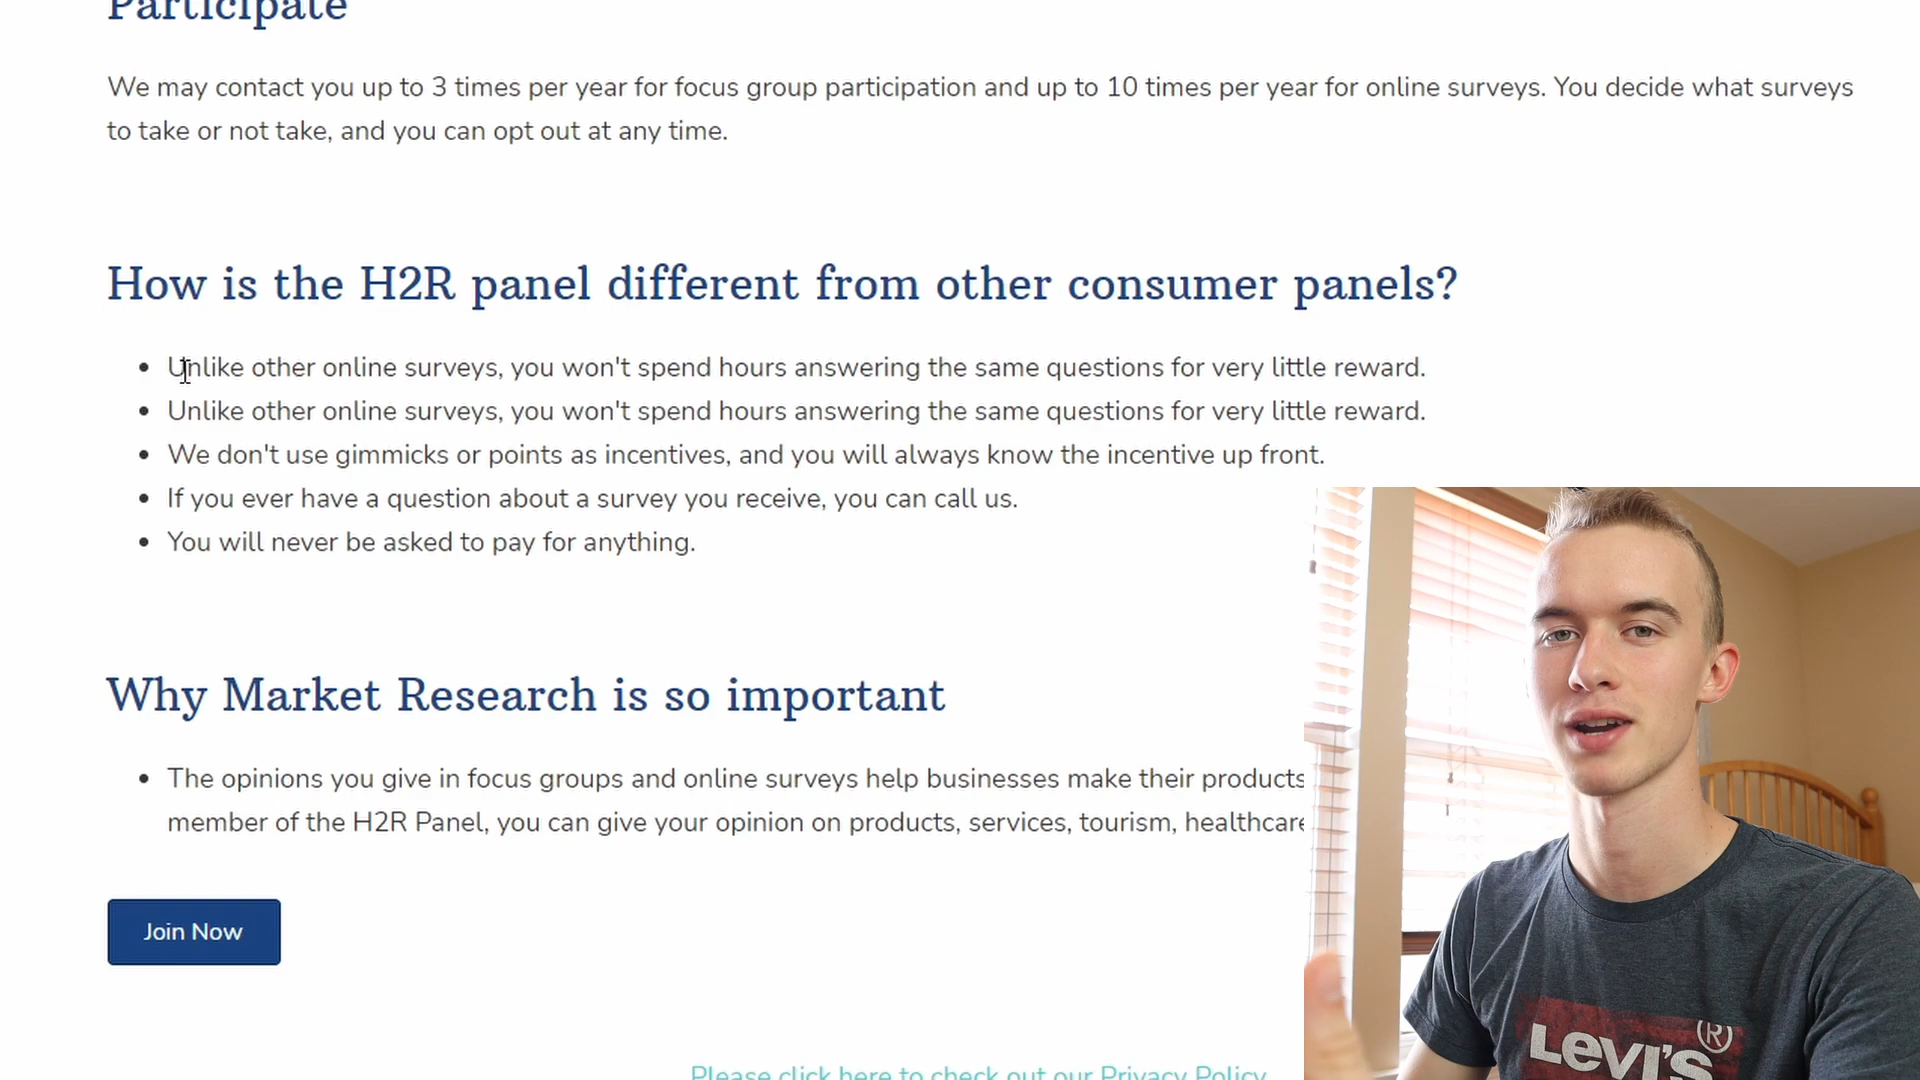 Participate
We may contact you up to 3 times per year for focus group participation and up to 10 times per year for online surveys. You decide what surveys
to take or not take, and you can opt out at any time.
How is the H2R panel different from other consumer panels?
• Unlike other online surveys, you won't spend hours answering the same questions for very little reward.
• Unlike other online surveys, you won't spend hours answering the same questions for very little reward.
• We don't use gimmicks or points as incentives, and you will always know the incentive up front.
• If you ever have a question about a survey you receive, you can call us.
• You will never be asked to pay for anything.
Why Market Research is so important
• The opinions you give in focus groups and online surveys help businesses make their products
member of the H2R Panel, you can give your opinion on products, services, tourism, healthcare
Join Now
LEVI'S®
Please click here to check out our Privacy Policy